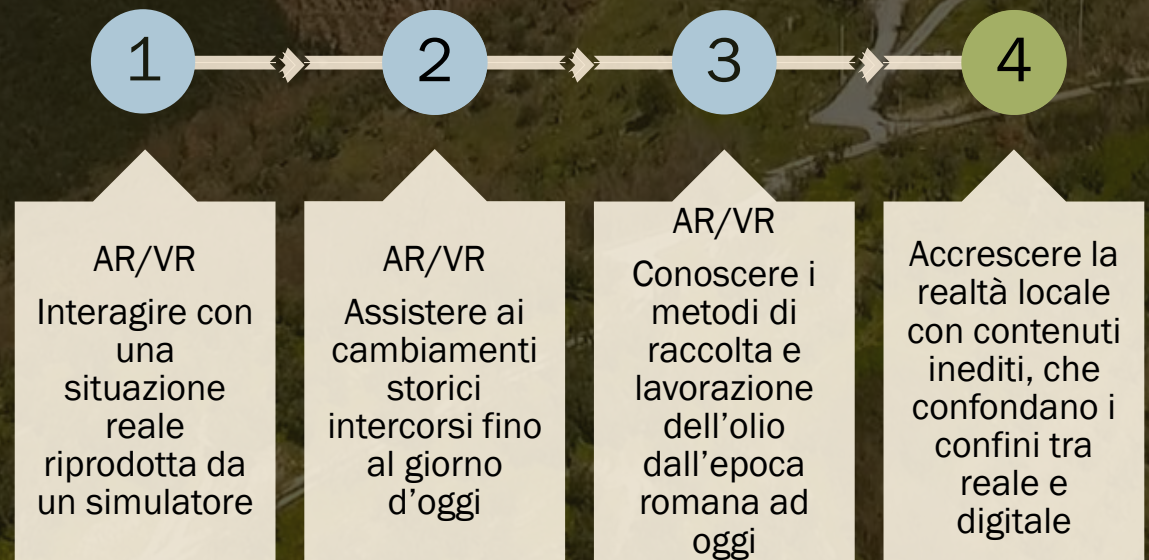 1
2
3
4
AR/VR
Interagire con
una
situazione
reale
riprodotta da
un simulatore
AR/VR
Assistere ai
cambiamenti
storici
intercorsi fino
al giorno
d’oggi
AR/VR
Conoscere i
metodi di
raccolta e
lavorazione
dell’olio
dall’epoca
romana ad
oggi
Accrescere la
realtà locale
con contenuti
inediti, che
confondano i
confini tra
reale e
digitale